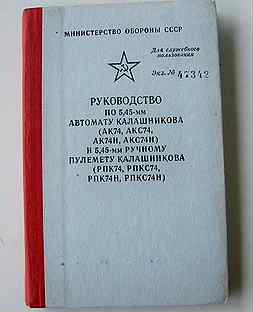 МИНИСТЕРСТВО ОБОРОНЫ СССР
Для служебного
пользования
Экз. № 47342
РУКОВОДСТВО
ПО 5,45-мм
АВТОМАТУ КАЛАШНИКОВА
(АК74, АКС74,
АК74Н, АКС74Н)
И 5,45-мм РУЧНОМУ
ПУЛЕМЕТУ КАЛАШНИКОВА
(РПК74, РПКС74,
РПК74Н, РПКС74Н)